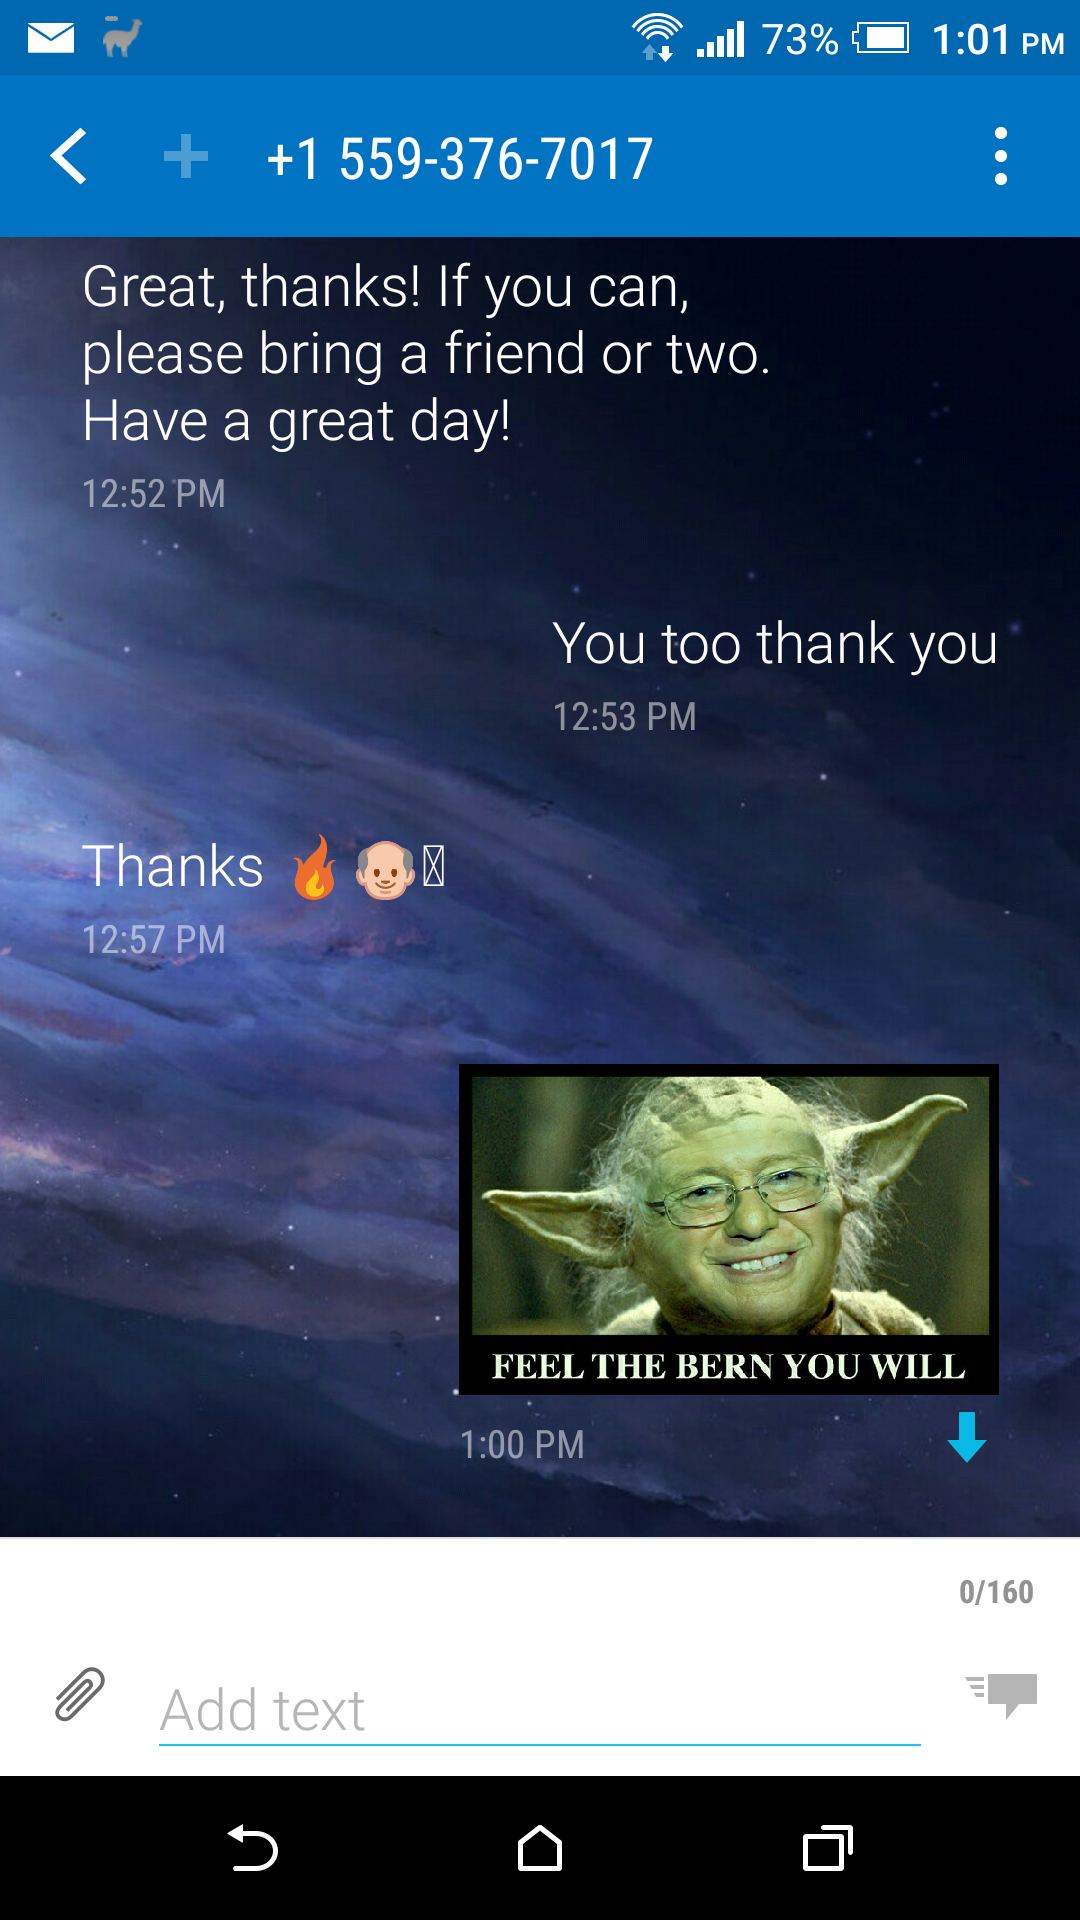 73% 1:01 PM
+1 559-376-7017
Great, thanks! If you can,
please bring a friend or two.
Have a great day!
12:52 PM
You too thank you
12:53 PM
Thanks 🔥👴
12:57 PM
FEEL THE BERN YOU WILL
1:00 PM
0/160
Add text